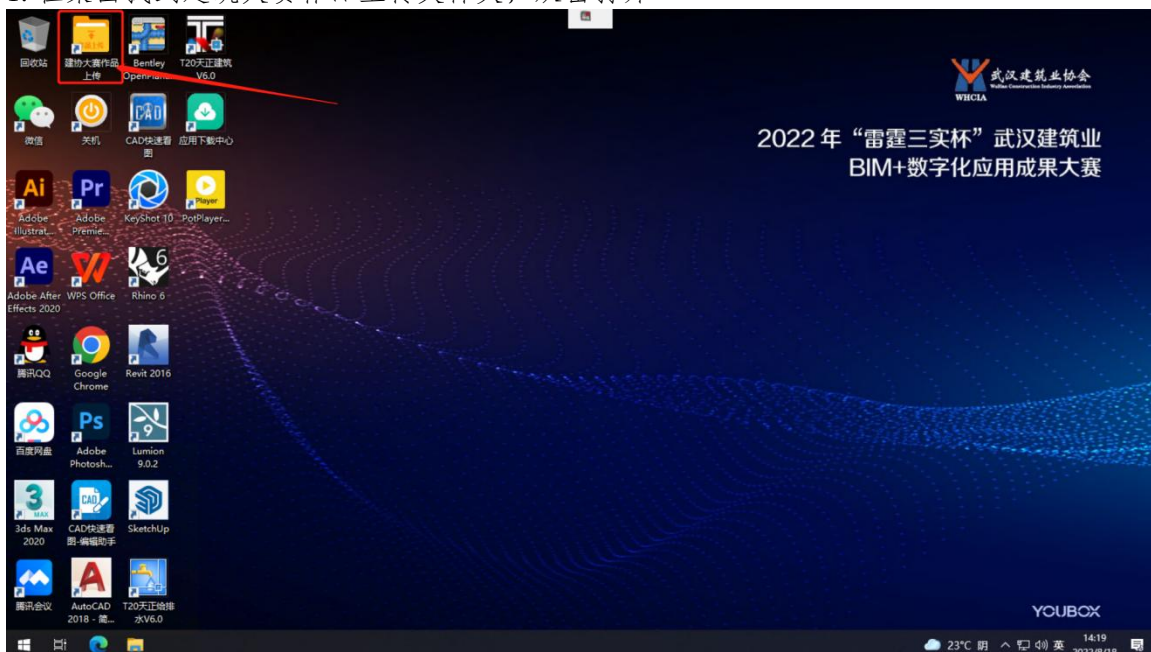 回收站
建协大赛作品
上传
Bentley
T20天正建筑
V6.0
WHCIA
武汉建筑业协会
Wuhan Construction Industry Association
2022 年“雷霆三实杯”武汉建筑业
BIM+数字化应用成果大赛
微信
关机
CAD快速看
图
应用下载中心
Adobe
Illustrat...
Adobe
Premie...
KeyShot 10
PotPlayer...
Adobe After
Effects 2020
WPS Office
Rhino 6
腾讯QQ
Google
Chrome
Revit 2016
百度网盘
Adobe
Photosh...
Lumion
9.0.2
3ds Max
2020
CAD快速看
图-编辑助手
SketchUp
腾讯会议
AutoCAD
2018 - 简...
T20天正给排
水V6.0
YOUBOX
23°C 阴
英
14:19
2022/8/18